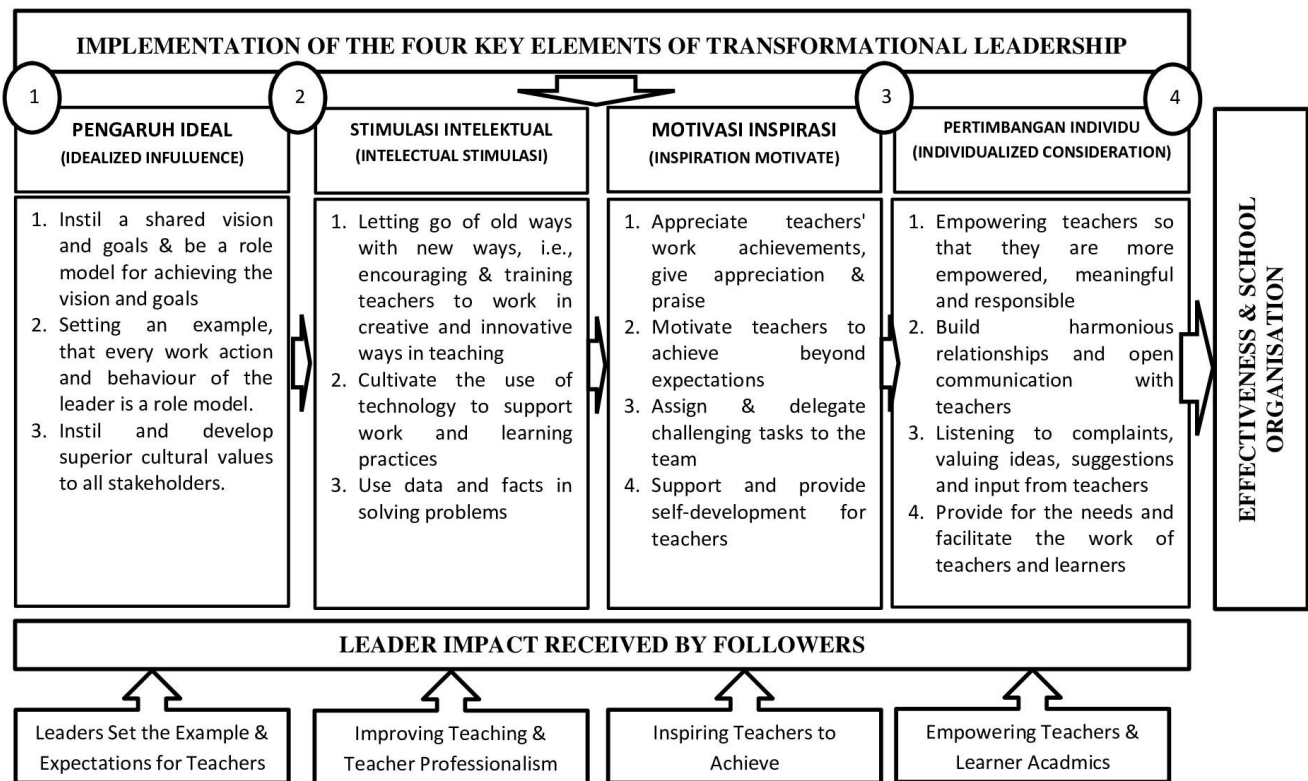 IMPLEMENTATION OF THE FOUR KEY ELEMENTS OF TRANSFORMATIONAL LEADERSHIP
1
2
3
4
PENGARUH IDEAL
(IDEALIZED INFULUENCE)
1. Instil a shared vision
and goals & be a role
model for achieving the
vision and goals
2. Setting an example,
that every work action
and behaviour of the
leader is a role model.
3. Instil and develop
superior cultural values
to all stakeholders.
STIMULASI INTELEKTUAL
(INTELECTUAL STIMULASI)
1. Letting go of old ways
with new ways, i.e.,
encouraging & training
teachers to work in
creative and innovative
ways in teaching
2. Cultivate the use of
technology to support
work and learning
practices
3. Use data and facts in
solving problems
MOTIVASI INSPIRASI
(INSPIRATION MOTIVATE)
1. Appreciate teachers'
work achievements,
give appreciation &
praise
2. Motivate teachers to
achieve beyond
expectations
3. Assign & delegate
challenging tasks to the
team
4. Support and provide
self-development for
teachers
PERTIMBANGAN INDIVIDU
(INDIVIDUALIZED CONSIDERATION)
1. Empowering teachers so
that they are more
empowered, meaningful
and responsible
2. Build harmonious
relationships and open
communication with
teachers
3. Listening to complaints,
valuing ideas, suggestions
and input from teachers
4. Provide for the needs and
facilitate the work of
teachers and learners
EFFECTIVENESS & SCHOOL
ORGANISATION
LEADER IMPACT RECEIVED BY FOLLOWERS
Leaders Set the Example &
Expectations for Teachers
Improving Teaching &
Teacher Professionalism
Inspiring Teachers to
Achieve
Empowering Teachers &
Learner Acadmics